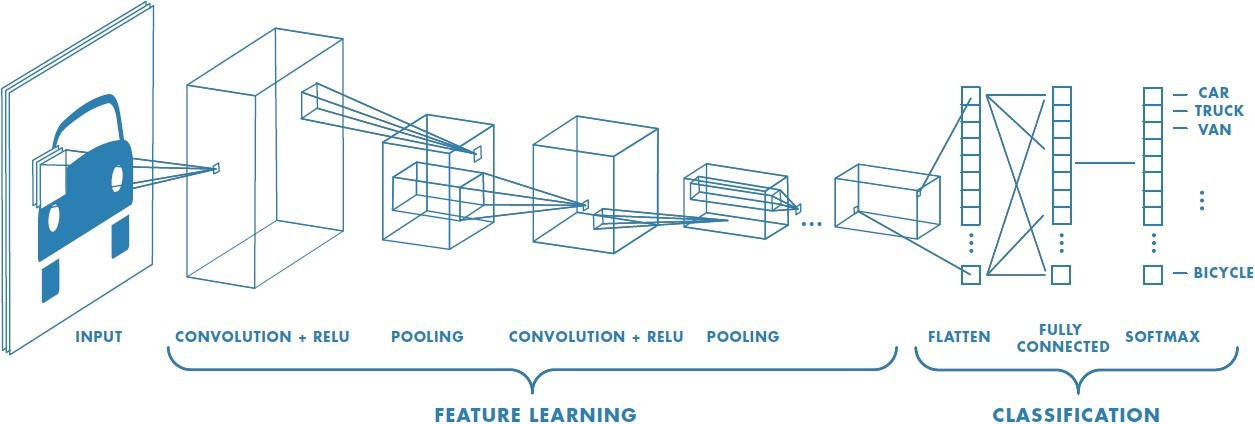 CAR
TRUCK
VAN
BICYCLE
INPUT
CONVOLUTION + RELU
POOLING
CONVOLUTION + RELU
POOLING
FLATTEN
FULLY
CONNECTED
SOFTMAX
FEATURE LEARNING
CLASSIFICATION